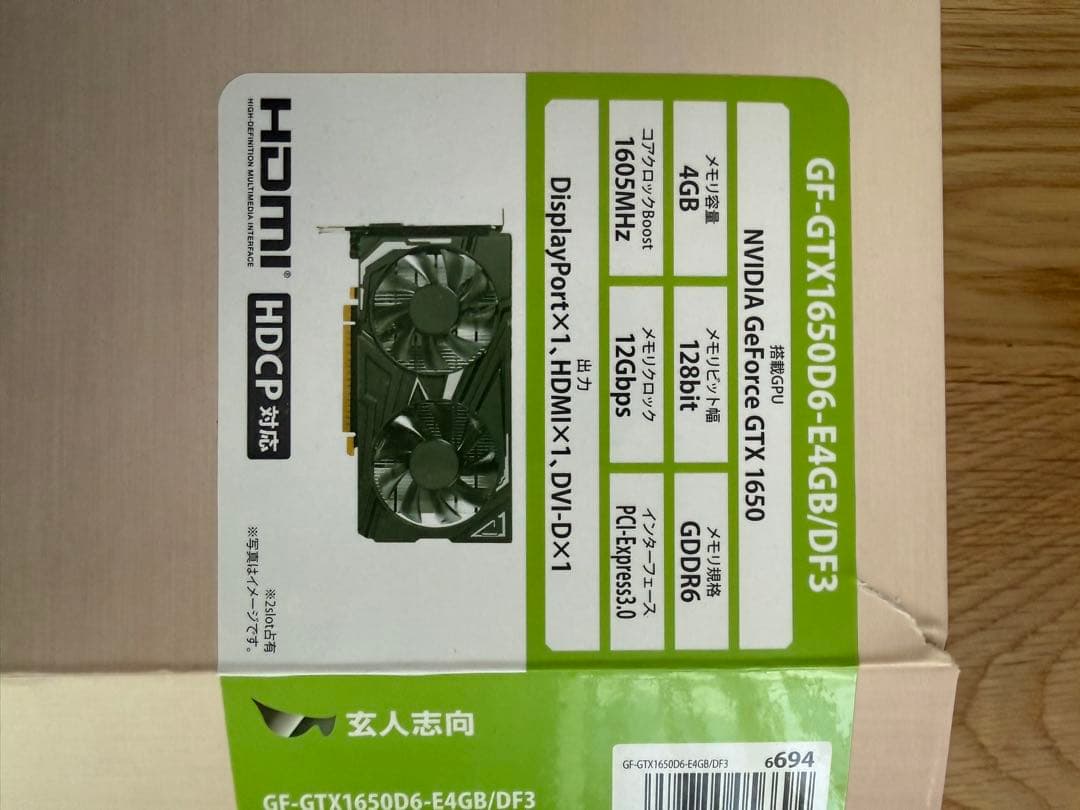 GF-GTX1650D6-E4GB/DF3
搭載GPU
NVIDIA GeForce GTX 1650
メモリ容量
4GB
メモリビット幅
128bit
メモリ規格
GDDR6
コアクロックBoost
1605MHz
メモリクロック
12Gbps
インターフェース
PCI-Express3.0
出力
DisplayPort×1、HDMI×1、DVI-D×1
HDMI®
HIGH-DEFINITION MULTIMEDIA INTERFACE
HDCP 対応
※2slot占有
※写真はイメージです。
玄人志向
GF-GTX1650D6-E4GB/DF3
GF-GTX1650D6-E4GB/DF3 6694